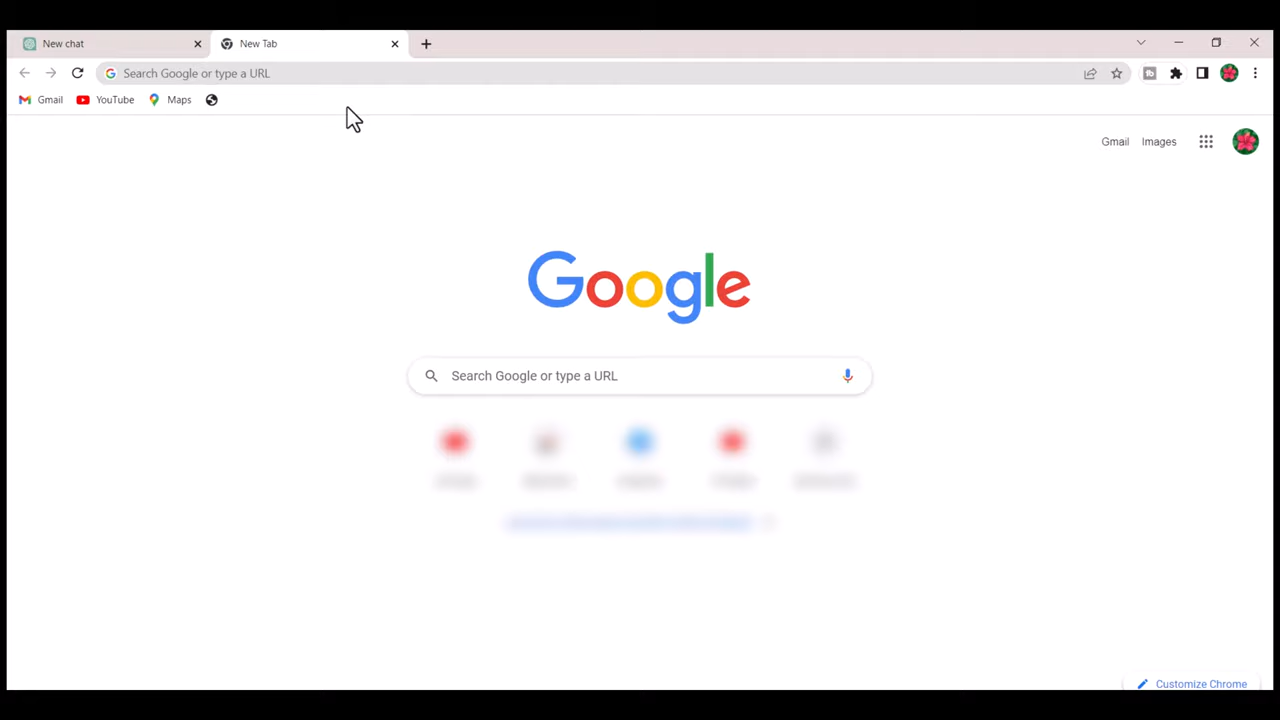 New chat
New Tab
Search Google or type a URL
Gmail
YouTube
Maps
Gmail
Images
Google
Search Google or type a URL
Customize Chrome